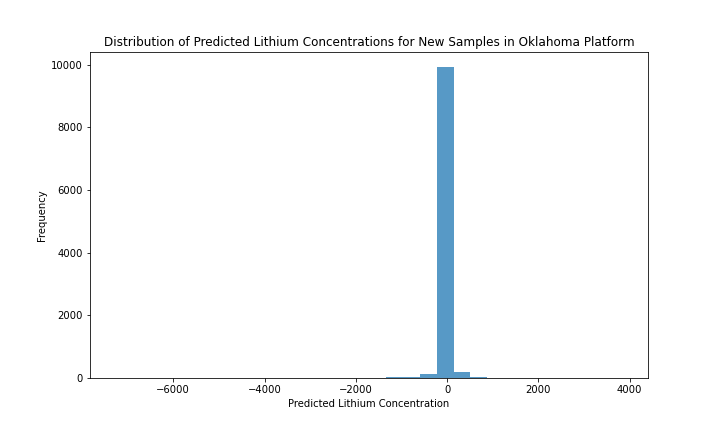 Distribution of Predicted Lithium Concentrations for New Samples in Oklahoma Platform
10000
8000
6000
4000
2000
0
Frequency
−6000 −4000 −2000 0 2000 4000
Predicted Lithium Concentration